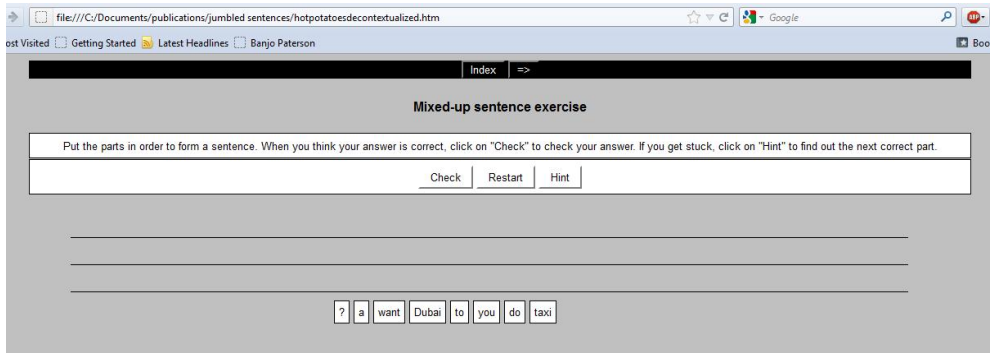 file:///C:/Documents/publications/jumbled sentences/hotpotatoesdecontextualized.htm Google ABP
ost Visited Getting Started Latest Headlines Banjo Paterson Boo
Index =>
Mixed-up sentence exercise
Put the parts in order to form a sentence. When you think your answer is correct, click on "Check" to check your answer. If you get stuck, click on "Hint" to find out the next correct part.
Check Restart Hint
? a want Dubai to you do taxi